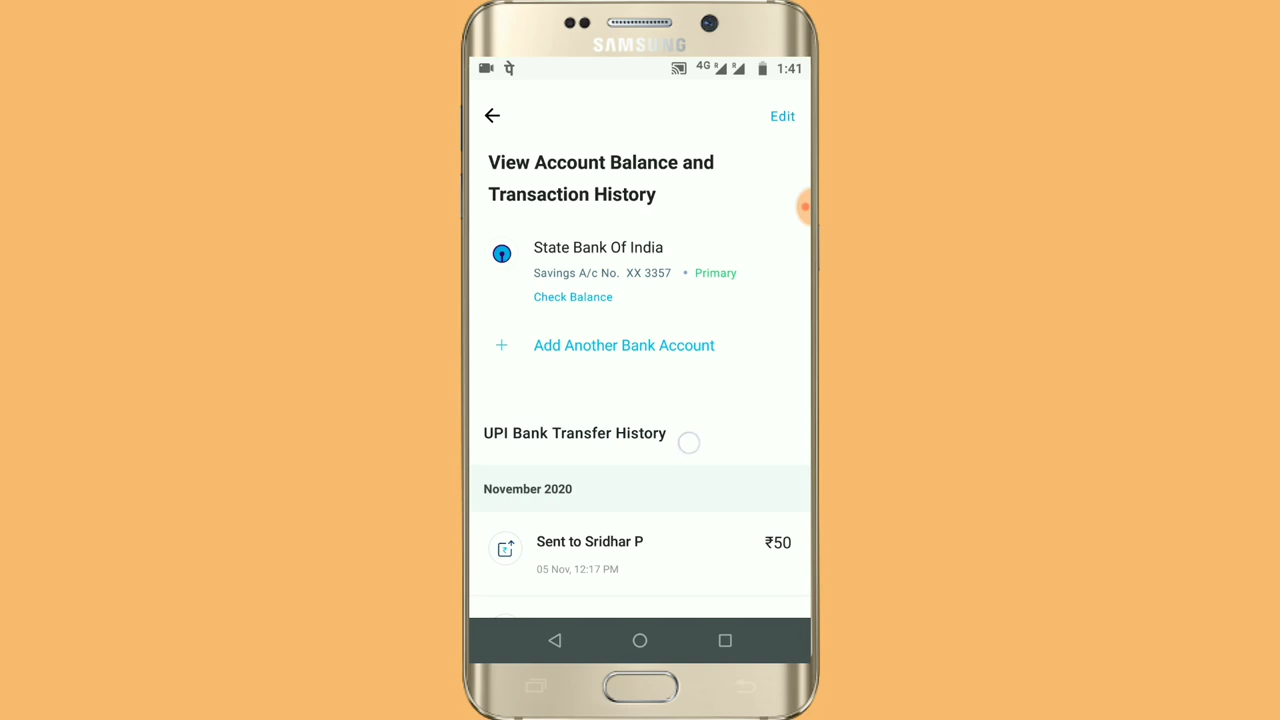 SAMSUNG
पे
4G R R 1:41
Edit
View Account Balance and
Transaction History
State Bank Of India
Savings A/c No. XX 3357 • Primary
Check Balance
+ Add Another Bank Account
UPI Bank Transfer History
November 2020
Sent to Sridhar P ₹50
05 Nov, 12:17 PM